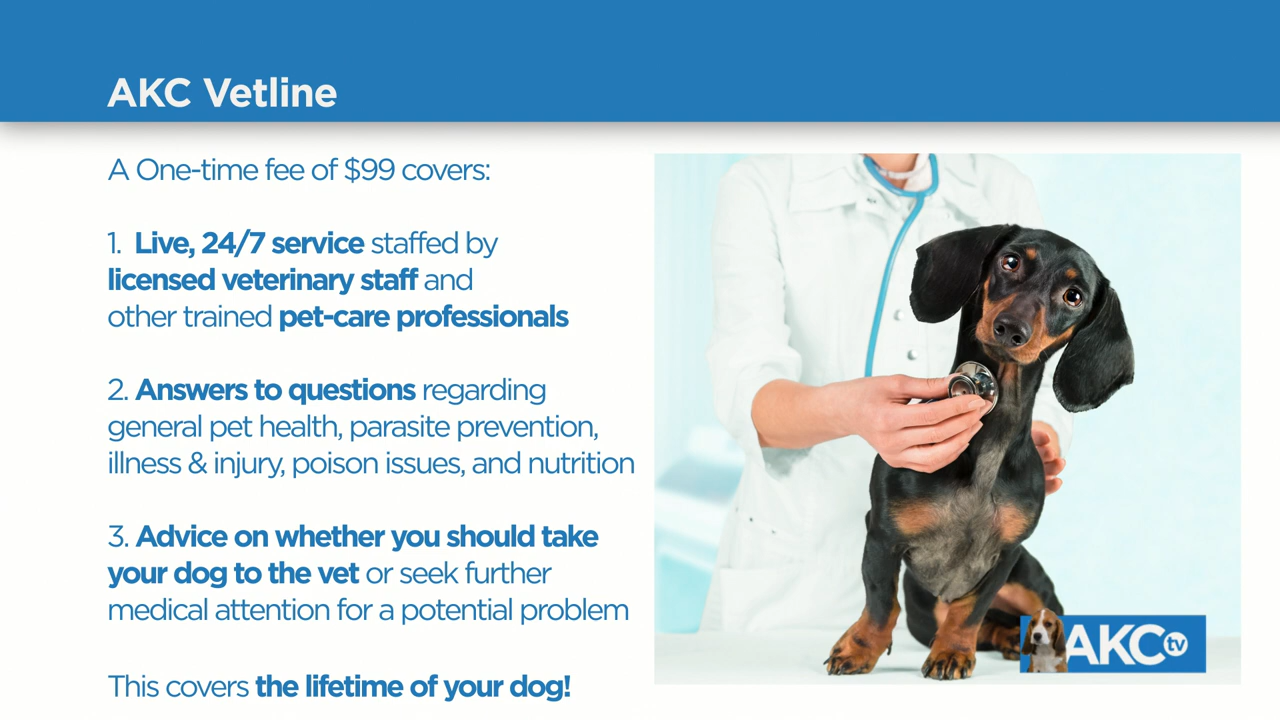 AKC Vetline
A One-time fee of $99 covers:
1. Live, 24/7 service staffed by
licensed veterinary staff and
other trained pet-care professionals
2. Answers to questions regarding
general pet health, parasite prevention,
illness & injury, poison issues, and nutrition
3. Advice on whether you should take
your dog to the vet or seek further
medical attention for a potential problem
This covers the lifetime of your dog!
AKC tv